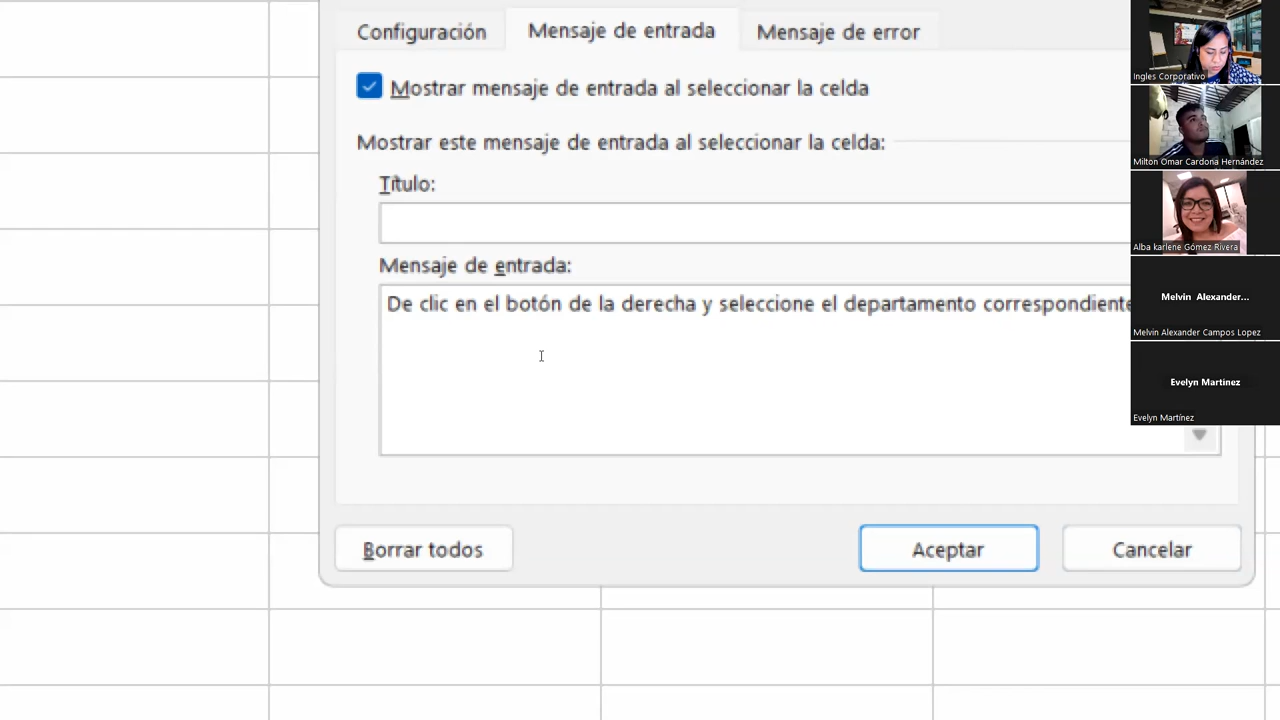 Configuración
Mensaje de entrada
Mensaje de error
Mostrar mensaje de entrada al seleccionar la celda
Mostrar este mensaje de entrada al seleccionar la celda:
Título:
Mensaje de entrada:
De clic en el botón de la derecha y seleccione el departamento correspondiente
Borrar todos
Aceptar
Cancelar
Ingles Corporativo
Milton Omar Cardona Hernández
Alba karlene Gómez Rivera
Melvin Alexander...
Melvin Alexander Campos Lopez
Evelyn Martinez
Evelyn Martínez